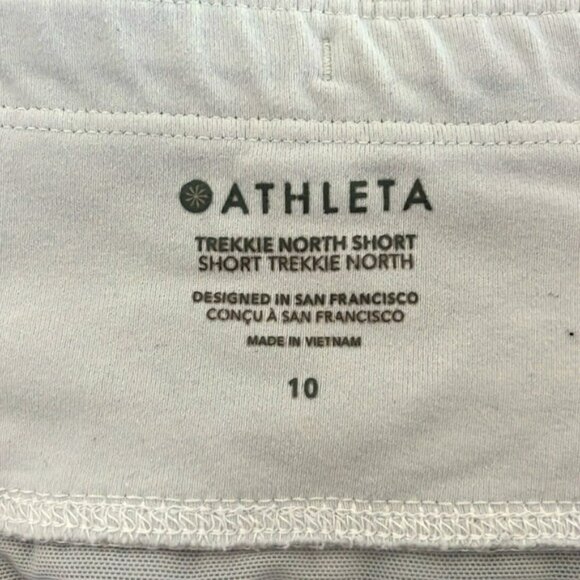 ATHLETA
TREKKIE NORTH SHORT
SHORT TREKKIE NORTH
DESIGNED IN SAN FRANCISCO
CONÇU À SAN FRANCISCO
MADE IN VIETNAM
10